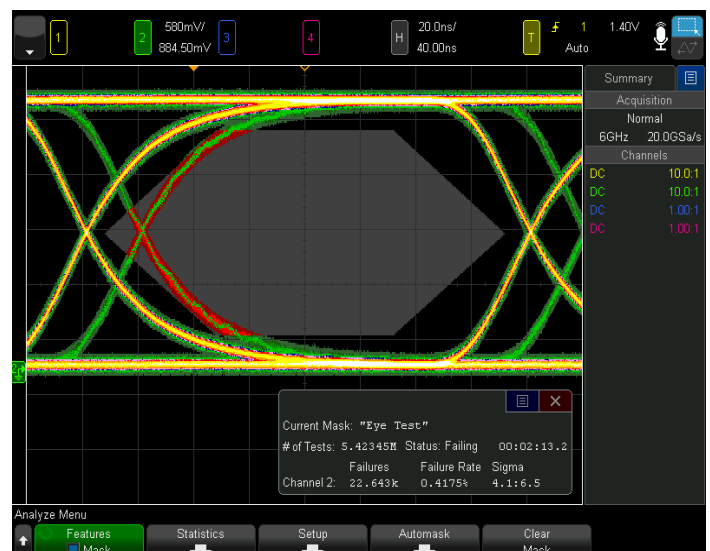 1
2
580mV/
884.50mV
3
4
H
20.0ns/
40.00ns
T
1
1.40V
Auto
Summary
Acquisition
Normal
6GHz 20.0GSa/s
Channels
DC 10.0:1
DC 10.0:1
DC 1.00:1
DC 1.00:1
2
Current Mask: "Eye Test"
# of Tests: 5.42345M Status: Failing 00:02:13.2
Failures Failure Rate Sigma
Channel 2: 22.643k 0.4175% 4.1:6.5
Analyze Menu
Features
Mask
Statistics
Setup
Automask
Clear
Mask